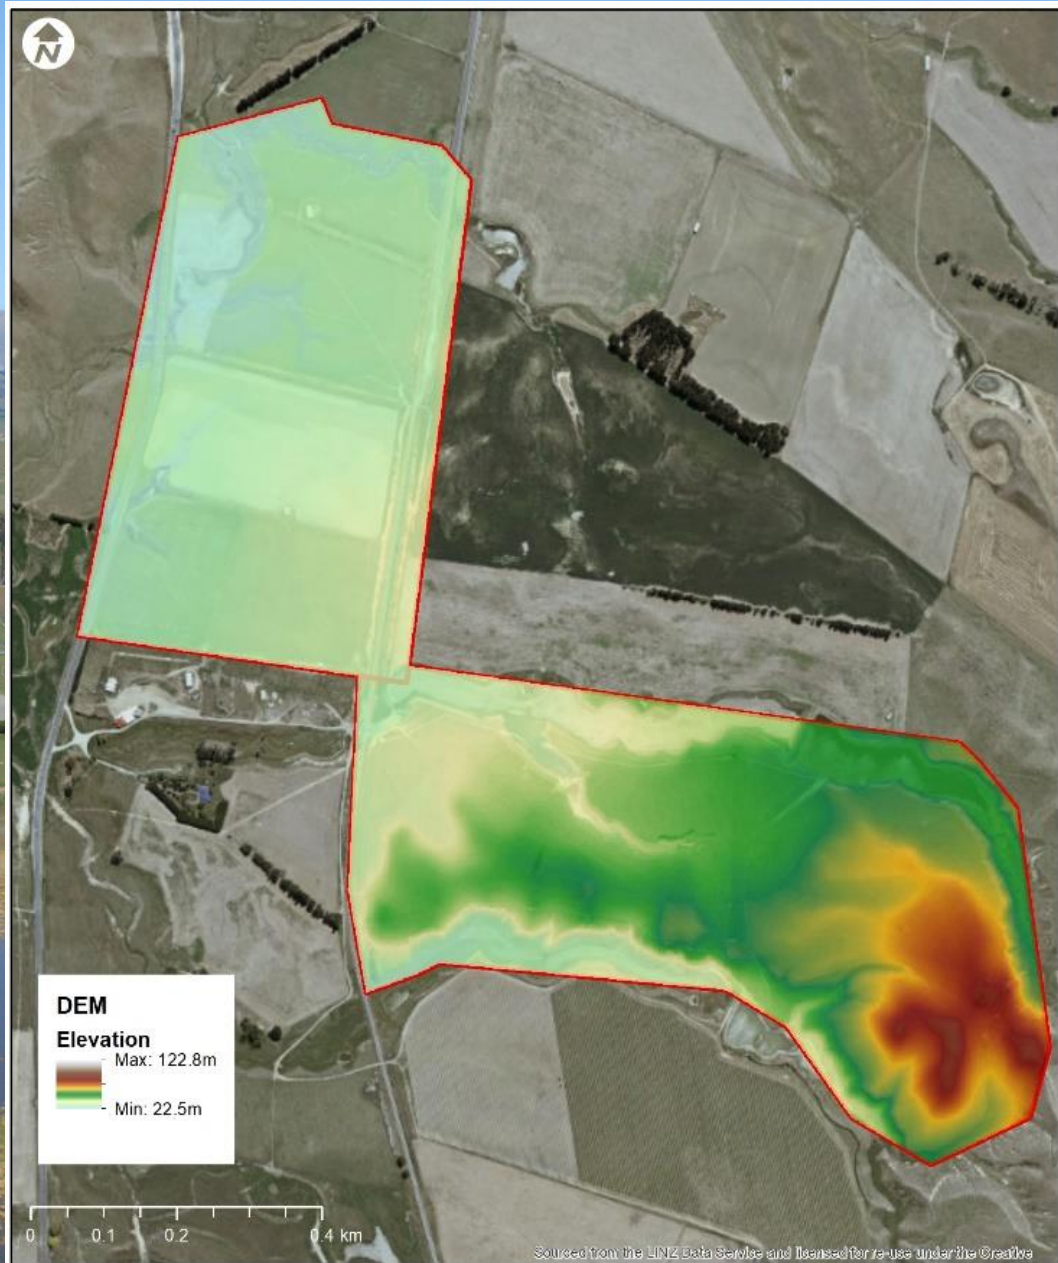 N
DEM
Elevation
Max: 122.8m
Min: 22.5m
0 0.1 0.2 0.4 km
Sourced from the LINZ Data Service and licensed for re-use under the Creative